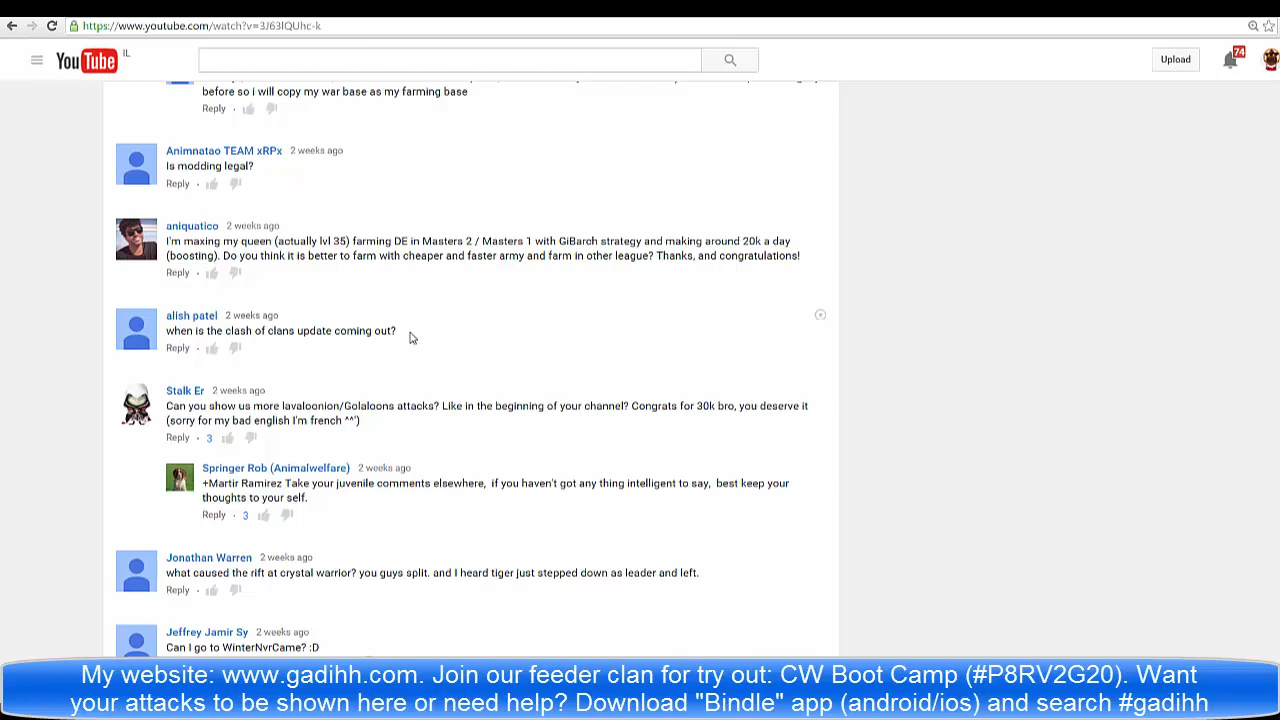 https://www.youtube.com/watch?v=3J63lQUhc-k
YouTube IL
Upload
74
before so i will copy my war base as my farming base
Reply ·
Animnatao TEAM xRPx 2 weeks ago
Is modding legal?
Reply ·
aniquatico 2 weeks ago
I'm maxing my queen (actually lvl 35) farming DE in Masters 2 / Masters 1 with GiBarch strategy and making around 20k a day
(boosting). Do you think it is better to farm with cheaper and faster army and farm in other league? Thanks, and congratulations!
Reply ·
alish patel 2 weeks ago
when is the clash of clans update coming out?
Reply ·
Stalk Er 2 weeks ago
Can you show us more lavaloonion/Golaloons attacks? Like in the beginning of your channel? Congrats for 30k bro, you deserve it
(sorry for my bad english I'm french ^^')
Reply · 3
Springer Rob (Animalwelfare) 2 weeks ago
+Martir Ramirez Take your juvenile comments elsewhere, if you haven't got any thing intelligent to say, best keep your
thoughts to your self.
Reply · 3
Jonathan Warren 2 weeks ago
what caused the rift at crystal warrior? you guys split. and I heard tiger just stepped down as leader and left.
Reply ·
Jeffrey Jamir Sy 2 weeks ago
Can I go to WinterNvrCame? :D
My website: www.gadihh.com. Join our feeder clan for try out: CW Boot Camp (#P8RV2G20). Want
your attacks to be shown here or need help? Download "Bindle" app (android/ios) and search #gadihh